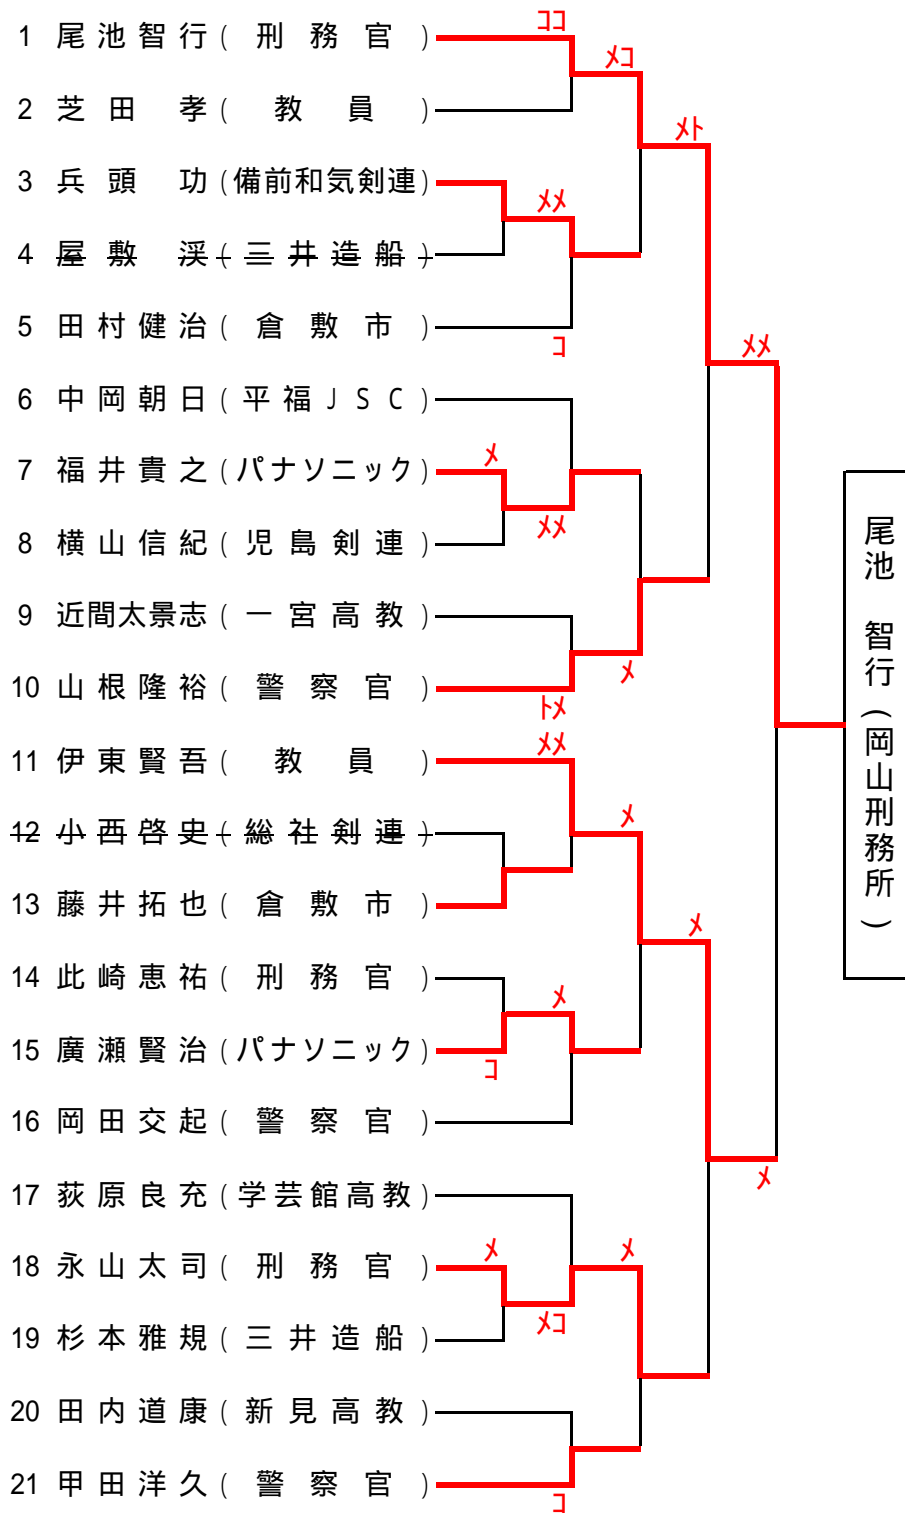 ココ
1 尾池智行(刑務官)
メコ
2 芝田 孝(教員)
メト
3 兵頭 功(備前和気剣連)
メメ
4 屋敷 渓(三井造船)
5 田村健治(倉敷市)
コ
メメ
6 中岡朝日(平福JSC)
メ
7 福井貴之(パナソニック)
メメ
8 横山信紀(児島剣連)
9 近間太景志(一宮高教)
メ
10 山根隆裕(警察官)
トメ
メメ
11 伊東賢吾(教員)
メ
12 小西啓史(総社剣連)
13 藤井拓也(倉敷市)
メ
14 此崎恵祐(刑務官)
メ
15 廣瀬賢治(パナソニック)
コ
16 岡田交起(警察官)
メ
17 荻原良充(学芸館高教)
メ
メ
18 永山太司(刑務官)
メコ
19 杉本雅規(三井造船)
20 田内道康(新見高教)
21 甲田洋久(警察官)
コ
尾池 智行(岡山刑務所)